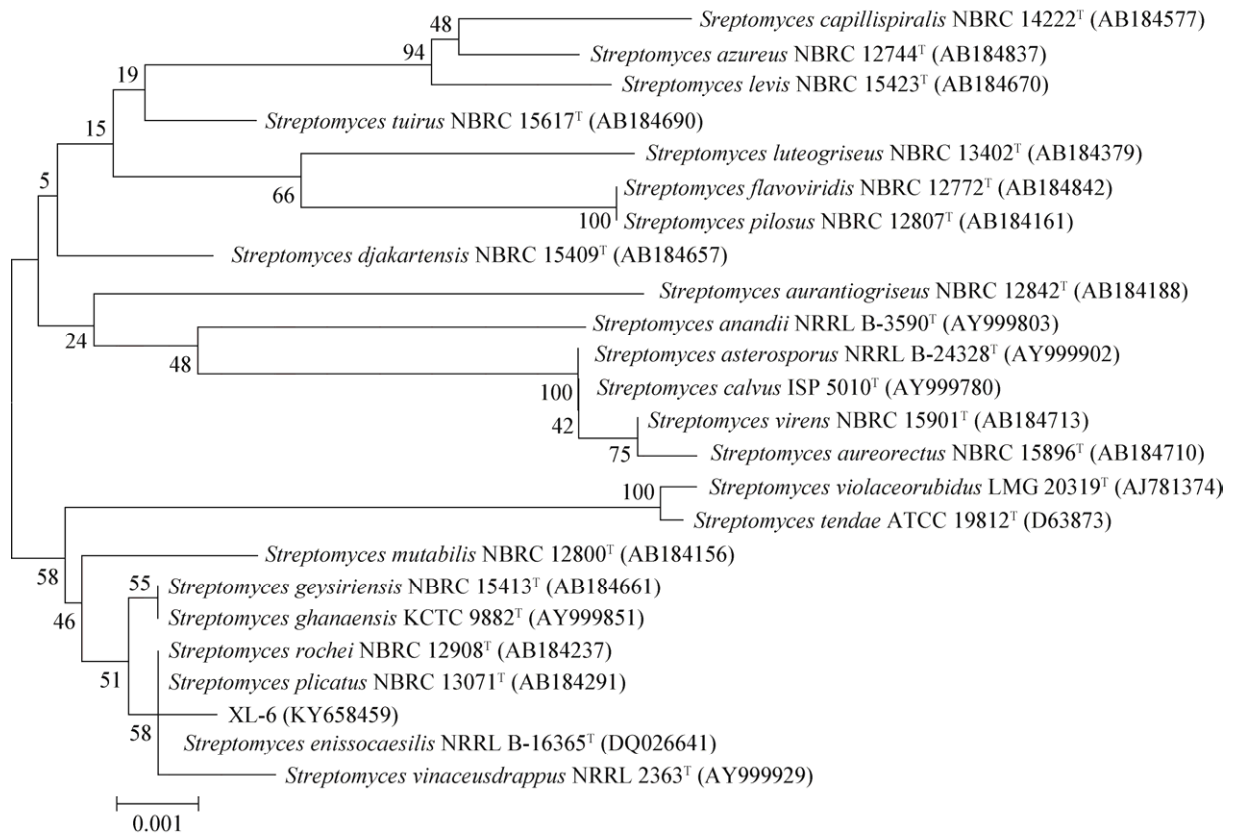 48 Sreptomyces capillispiralis NBRC 14222ᵀ (AB184577)
94 Streptomyces azureus NBRC 12744ᵀ (AB184837)
19 Streptomyces levis NBRC 15423ᵀ (AB184670)
15 Streptomyces tuirus NBRC 15617ᵀ (AB184690)
Streptomyces luteogriseus NBRC 13402ᵀ (AB184379)
5 66 Streptomyces flavoviridis NBRC 12772ᵀ (AB184842)
100 Streptomyces pilosus NBRC 12807ᵀ (AB184161)
Streptomyces djakartensis NBRC 15409ᵀ (AB184657)
Streptomyces aurantiogriseus NBRC 12842ᵀ (AB184188)
24 Streptomyces anandii NRRL B-3590ᵀ (AY999803)
48 Streptomyces asterosporus NRRL B-24328ᵀ (AY999902)
100 Streptomyces calvus ISP 5010ᵀ (AY999780)
42 Streptomyces virens NBRC 15901ᵀ (AB184713)
75 Streptomyces aureorectus NBRC 15896ᵀ (AB184710)
100 Streptomyces violaceorubidus LMG 20319ᵀ (AJ781374)
Streptomyces tendae ATCC 19812ᵀ (D63873)
Streptomyces mutabilis NBRC 12800ᵀ (AB184156)
58 55 Streptomyces geysiriensis NBRC 15413ᵀ (AB184661)
46 Streptomyces ghanaensis KCTC 9882ᵀ (AY999851)
Streptomyces rochei NBRC 12908ᵀ (AB184237)
51 Streptomyces plicatus NBRC 13071ᵀ (AB184291)
XL-6 (KY658459)
58 Streptomyces enissocaesilis NRRL B-16365ᵀ (DQ026641)
Streptomyces vinaceusdrappus NRRL 2363ᵀ (AY999929)
0.001